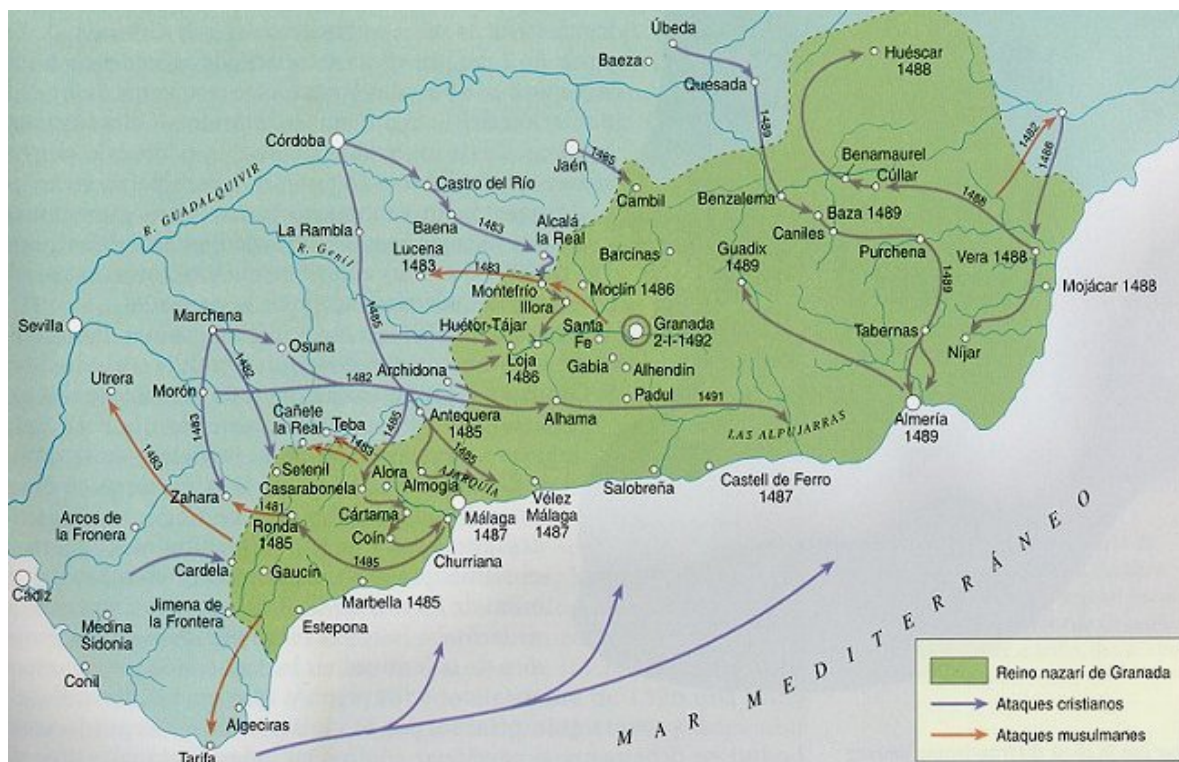 Úbeda
Baeza
Quesada
Huéscar
1488
Córdoba
Jaén
1485
1489
1482
1486
R. GUADALQUIVIR
Castro del Río
Cambil
Benamaurel
Cúllar
Benzalema
1488
La Rambla
Baena
1483
Alcalá
la Real
Baza 1489
R. Genil
Lucena
1483
Barcinas
Guadix
1489
Caniles
Purchena
Vera 1488
1483
Montefrío
Moclín 1486
Mojácar 1488
Illora
1489
Sevilla
Marchena
1485
Huétor-Tájar
Santa
Fe
Granada
2-I-1492
Tabernas
Níjar
Osuna
Loja
1486
Gabia
Alhendín
1482
Archidona
Utrera
Morón
1482
Padul
1491
Alhama
Almería
1489
1483
Cañete
la Real
Teba
1485
Antequera
1485
LAS ALPUJARRAS
1483
1485
Setenil
Alora
AJARQUÍA
1483
Casarabonela
Almogía
Salobreña
Castell de Ferro
1487
Zahara
1481
Ronda
1485
Cártama
Málaga
1487
Vélez
Málaga
1487
Arcos de
la Fronera
Coín
1485
Churriana
Cardela
Gaucín
Cádiz
Marbella 1485
Jimena de
la Frontera
Estepona
Medina
Sidonia
Conil
Algeciras
Tarifa
MAR MEDITERRÁNEO
Reino nazarí de Granada
Ataques cristianos
Ataques musulmanes